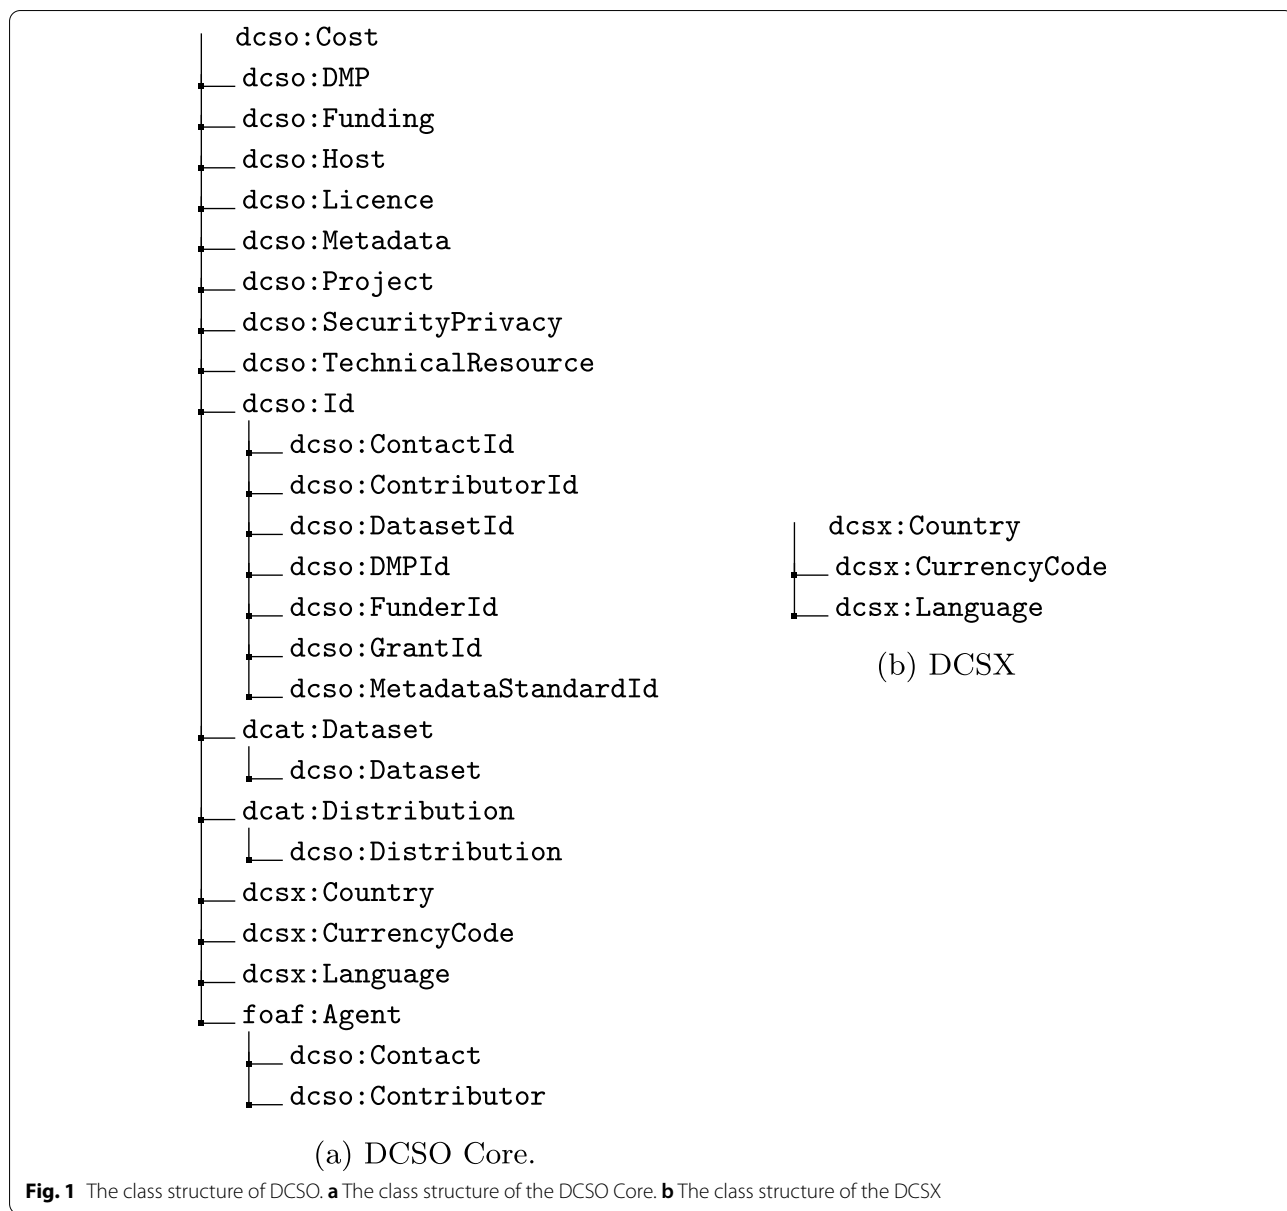 dcso:Cost
dcso:DMP
dcso:Funding
dcso:Host
dcso:Licence
dcso:Metadata
dcso:Project
dcso:SecurityPrivacy
dcso:TechnicalResource
dcso:Id
dcso:ContactId
dcso:ContributorId
dcso:DatasetId
dcso:DMPId
dcso:FunderId
dcso:GrantId
dcso:MetadataStandardId
dcat:Dataset
dcso:Dataset
dcat:Distribution
dcso:Distribution
dcsx:Country
dcsx:CurrencyCode
dcsx:Language
foaf:Agent
dcso:Contact
dcso:Contributor
(a) DCSO Core.
dcsx:Country
dcsx:CurrencyCode
dcsx:Language
(b) DCSX
Fig. 1 The class structure of DCSO. a The class structure of the DCSO Core. b The class structure of the DCSX